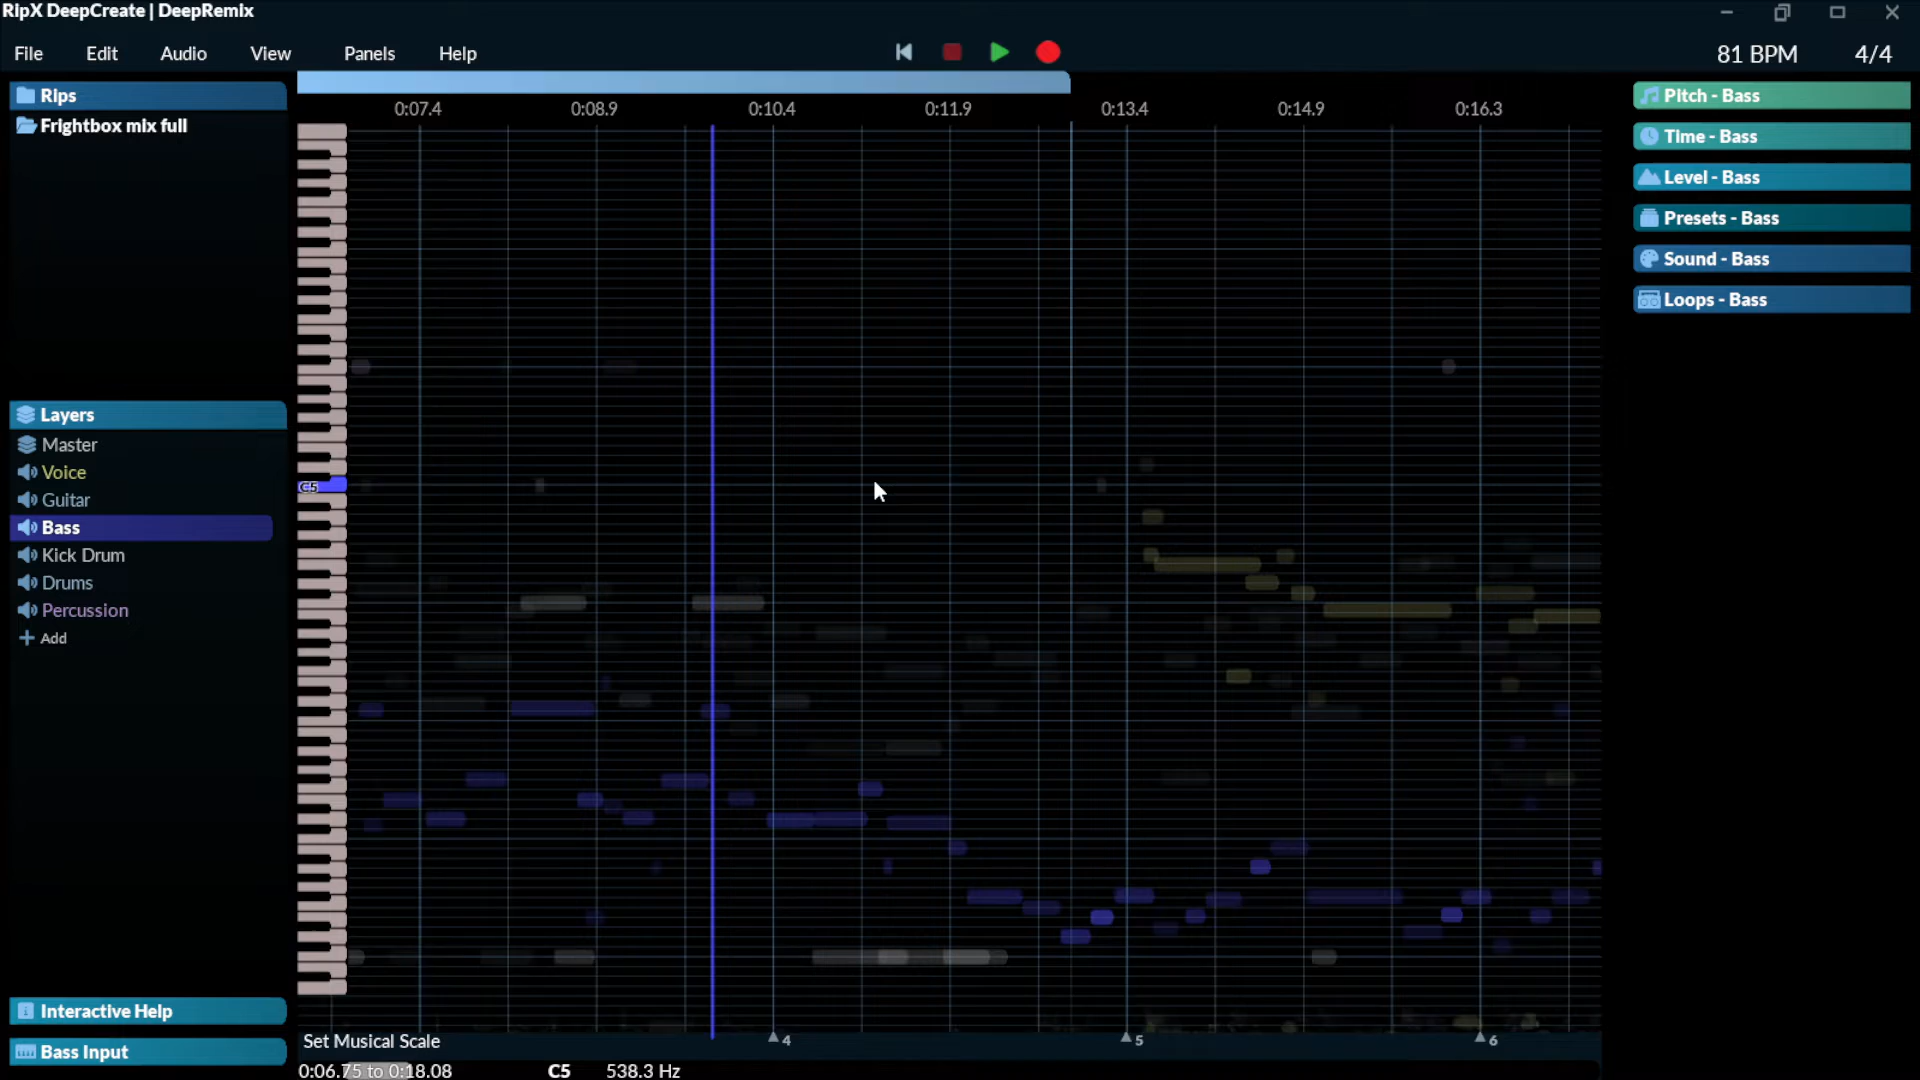 RipX DeepCreate | DeepRemix
File Edit Audio View Panels Help
81 BPM 4/4
Rips
Frightbox mix full
0:07.4 0:08.9 0:10.4 0:11.9 0:13.4 0:14.9 0:16.3
Pitch - Bass
Time - Bass
Level - Bass
Presets - Bass
Sound - Bass
Loops - Bass
Layers
Master
Voice
Guitar
Bass
Kick Drum
Drums
Percussion
Add
C5
Interactive Help
Bass Input
Set Musical Scale
4 5 6
0:06.75 to 0:18.08 C5 538.3 Hz